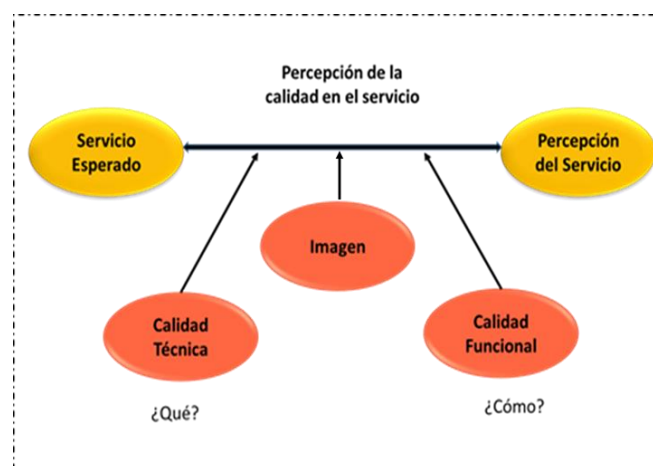 Percepción de la
calidad en el servicio
Servicio
Esperado
Percepción
del Servicio
Imagen
Calidad
Técnica
Calidad
Funcional
¿Qué?
¿Cómo?